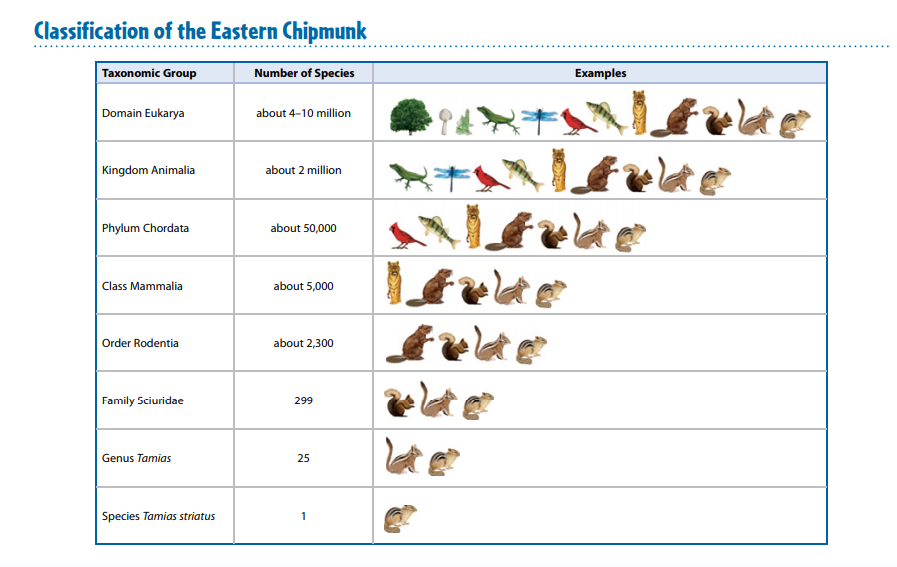 Classification of the Eastern Chipmunk
Taxonomic Group Number of Species Examples
Domain Eukarya about 4–10 million
Kingdom Animalia about 2 million
Phylum Chordata about 50,000
Class Mammalia about 5,000
Order Rodentia about 2,300
Family Sciuridae 299
Genus Tamias 25
Species Tamias striatus 1